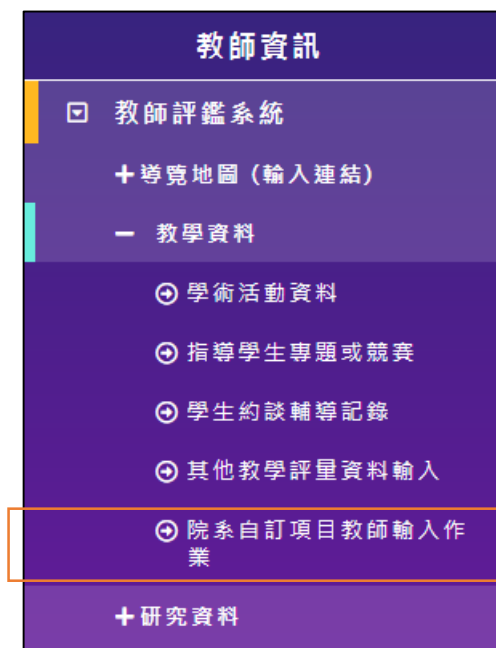 教師資訊
教師評鑑系統
導覽地圖 (輸入連結)
教學資料
學術活動資料
指導學生專題或競賽
學生約談輔導記錄
其他教學評量資料輸入
院系自訂項目教師輸入作
業
研究資料